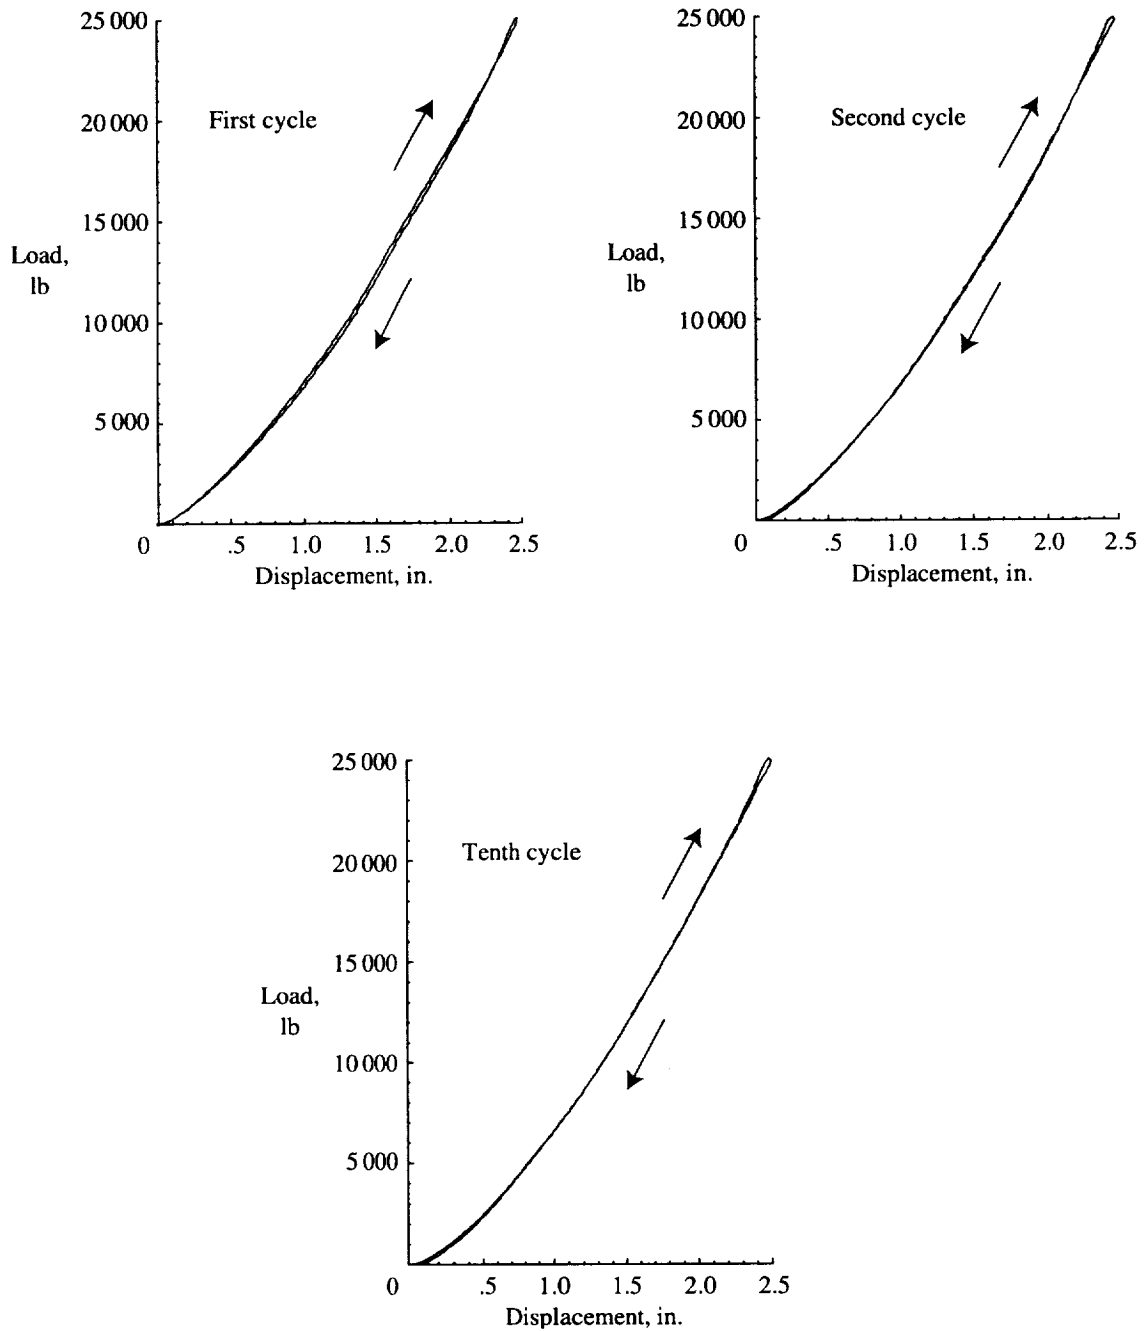 25 000
20 000
15 000
10 000
5 000
First cycle
Load,
lb
0 .5 1.0 1.5 2.0 2.5
Displacement, in.
25 000
20 000
15 000
10 000
5 000
Second cycle
Load,
lb
0 .5 1.0 1.5 2.0 2.5
Displacement, in.
25 000
20 000
15 000
10 000
5 000
Tenth cycle
Load,
lb
0 .5 1.0 1.5 2.0 2.5
Displacement, in.